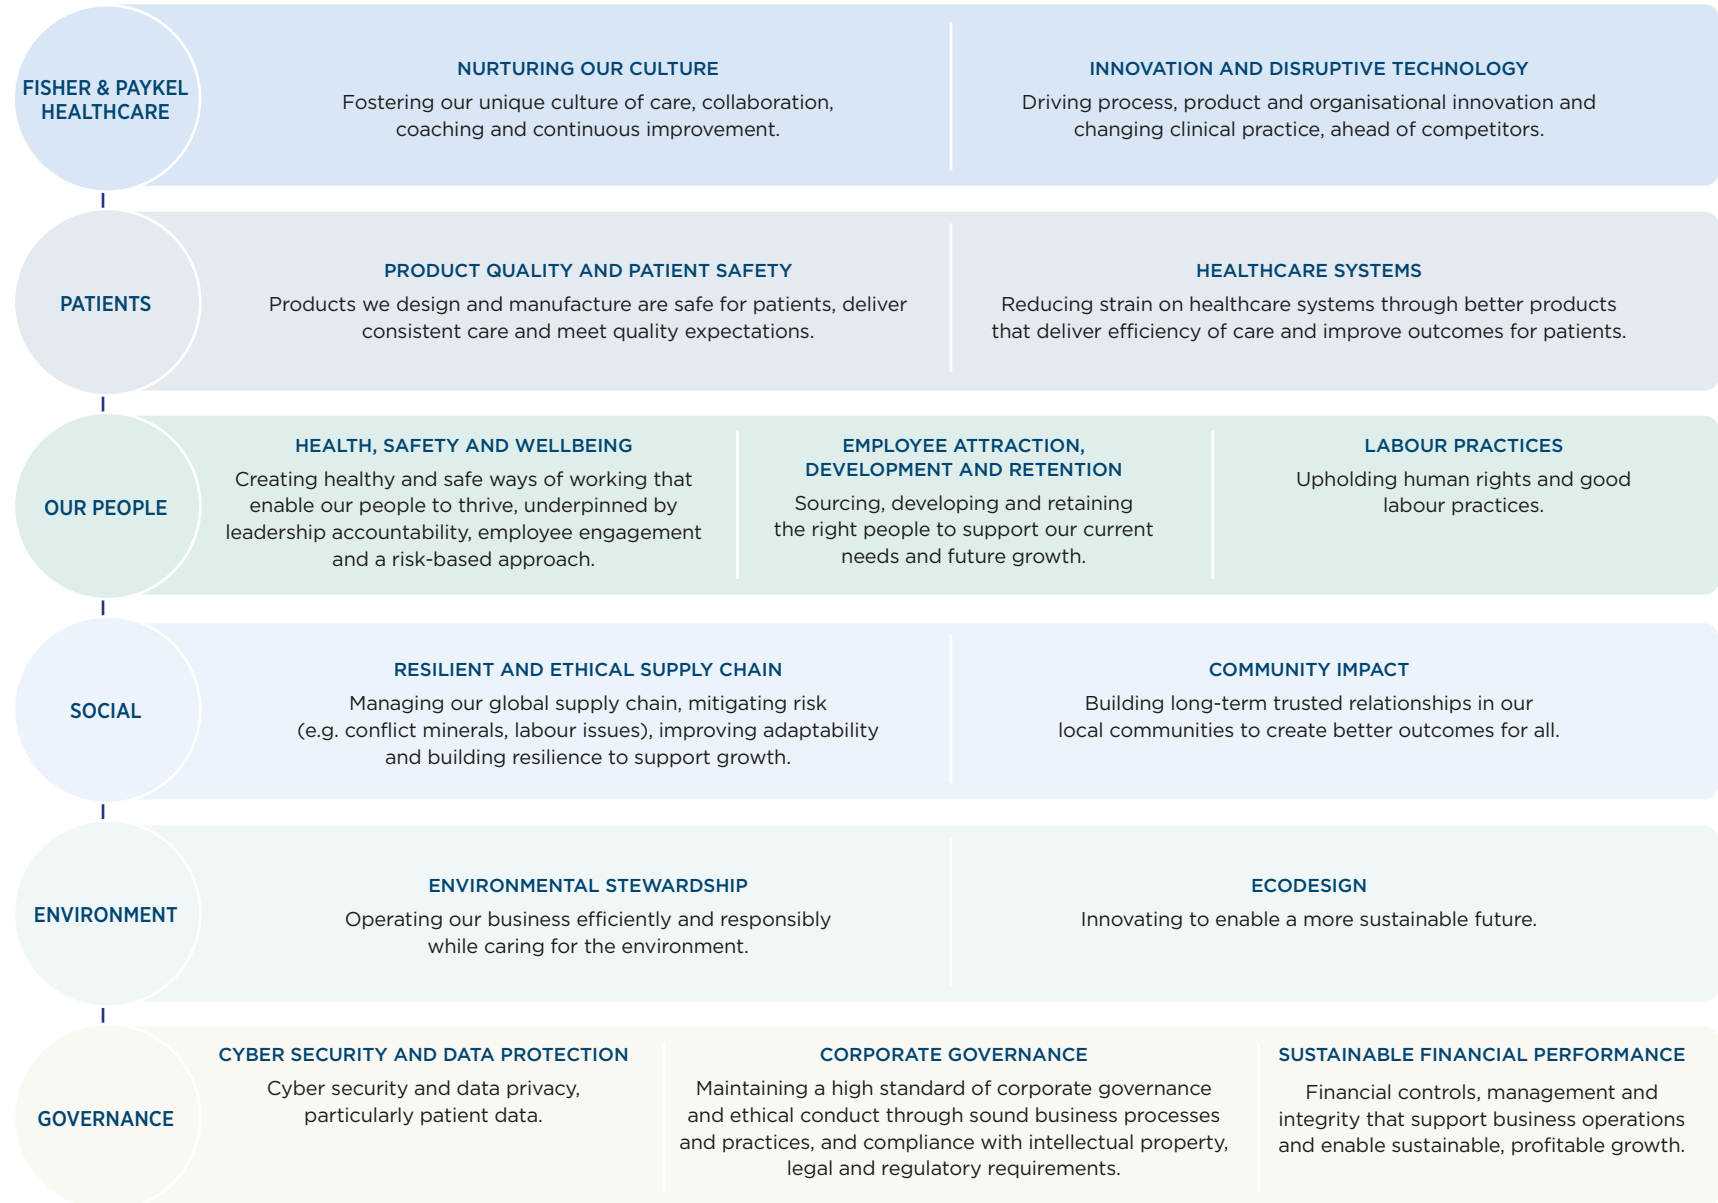 FISHER & PAYKEL
HEALTHCARE
NURTURING OUR CULTURE
Fostering our unique culture of care, collaboration,
coaching and continuous improvement.
INNOVATION AND DISRUPTIVE TECHNOLOGY
Driving process, product and organisational innovation and
changing clinical practice, ahead of competitors.
PATIENTS
PRODUCT QUALITY AND PATIENT SAFETY
Products we design and manufacture are safe for patients, deliver
consistent care and meet quality expectations.
HEALTHCARE SYSTEMS
Reducing strain on healthcare systems through better products
that deliver efficiency of care and improve outcomes for patients.
OUR PEOPLE
HEALTH, SAFETY AND WELLBEING
Creating healthy and safe ways of working that
enable our people to thrive, underpinned by
leadership accountability, employee engagement
and a risk-based approach.
EMPLOYEE ATTRACTION,
DEVELOPMENT AND RETENTION
Sourcing, developing and retaining
the right people to support our current
needs and future growth.
LABOUR PRACTICES
Upholding human rights and good
labour practices.
SOCIAL
RESILIENT AND ETHICAL SUPPLY CHAIN
Managing our global supply chain, mitigating risk
(e.g. conflict minerals, labour issues), improving adaptability
and building resilience to support growth.
COMMUNITY IMPACT
Building long-term trusted relationships in our
local communities to create better outcomes for all.
ENVIRONMENT
ENVIRONMENTAL STEWARDSHIP
Operating our business efficiently and responsibly
while caring for the environment.
ECODESIGN
Innovating to enable a more sustainable future.
GOVERNANCE
CYBER SECURITY AND DATA PROTECTION
Cyber security and data privacy,
particularly patient data.
CORPORATE GOVERNANCE
Maintaining a high standard of corporate governance
and ethical conduct through sound business processes
and practices, and compliance with intellectual property,
legal and regulatory requirements.
SUSTAINABLE FINANCIAL PERFORMANCE
Financial controls, management and
integrity that support business operations
and enable sustainable, profitable growth.